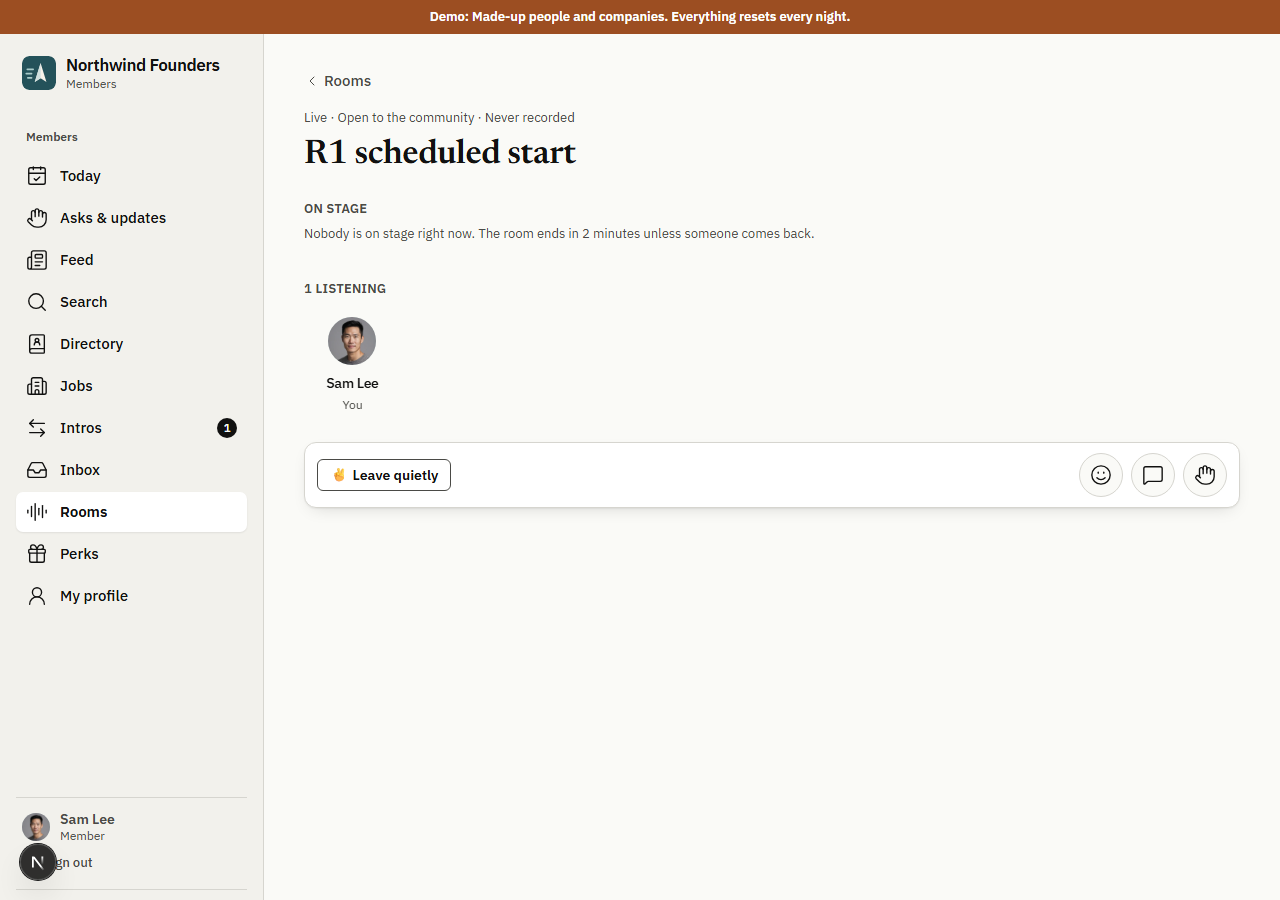 Demo: Made-up people and companies. Everything resets every night.
Northwind Founders
Members
Members
Today
Asks & updates
Feed
Search
Directory
Jobs
Intros
1
Inbox
Rooms
Perks
My profile
Sam Lee
Member
N
gn out
Rooms
Live · Open to the community · Never recorded
R1 scheduled start
ON STAGE
Nobody is on stage right now. The room ends in 2 minutes unless someone comes back.
1 LISTENING
Sam Lee
You
✌️ Leave quietly